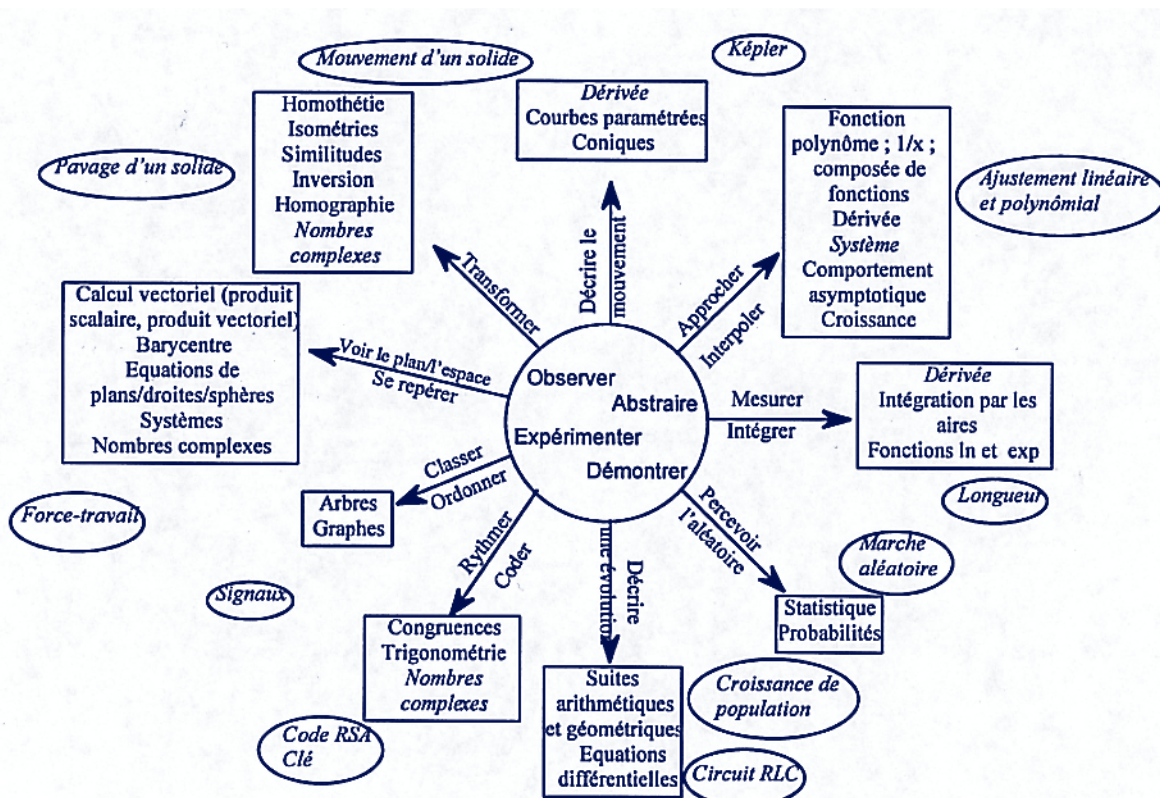 Mouvement d'un solide
Képler
Homothétie
Isométries
Similitudes
Inversion
Homographie
Nombres
complexes
Dérivée
Courbes paramétrées
Coniques
Fonction
polynôme ; 1/x ;
composée de
fonctions
Dérivée
Système
Comportement
asymptotique
Croissance
Pavage d'un solide
Ajustement linéaire
et polynómial
Transformer
Décrire le
mouvement
Approcher
Interpoler
Calcul vectoriel (produit
scalaire, produit vectoriel)
Barycentre
Equations de
plans/droites/sphères
Systèmes
Nombres complexes
Voir le plan/l'espace
Se repérer
Observer
Abstraire
Expérimenter
Démontrer
Mesurer
Intégrer
Dérivée
Intégration par les
aires
Fonctions ln et exp
Longueur
Classer
Ordonner
Arbres
Graphes
Force-travail
Signaux
Rythmer
Coder
Décrire
une évolution
Percevoir
l'aléatoire
Marche
aléatoire
Statistique
Probabilités
Congruences
Trigonométrie
Nombres
complexes
Code RSA
Clé
Suites
arithmétiques
et géométriques
Equations
différentielles
Croissance de
population
Circuit RLC